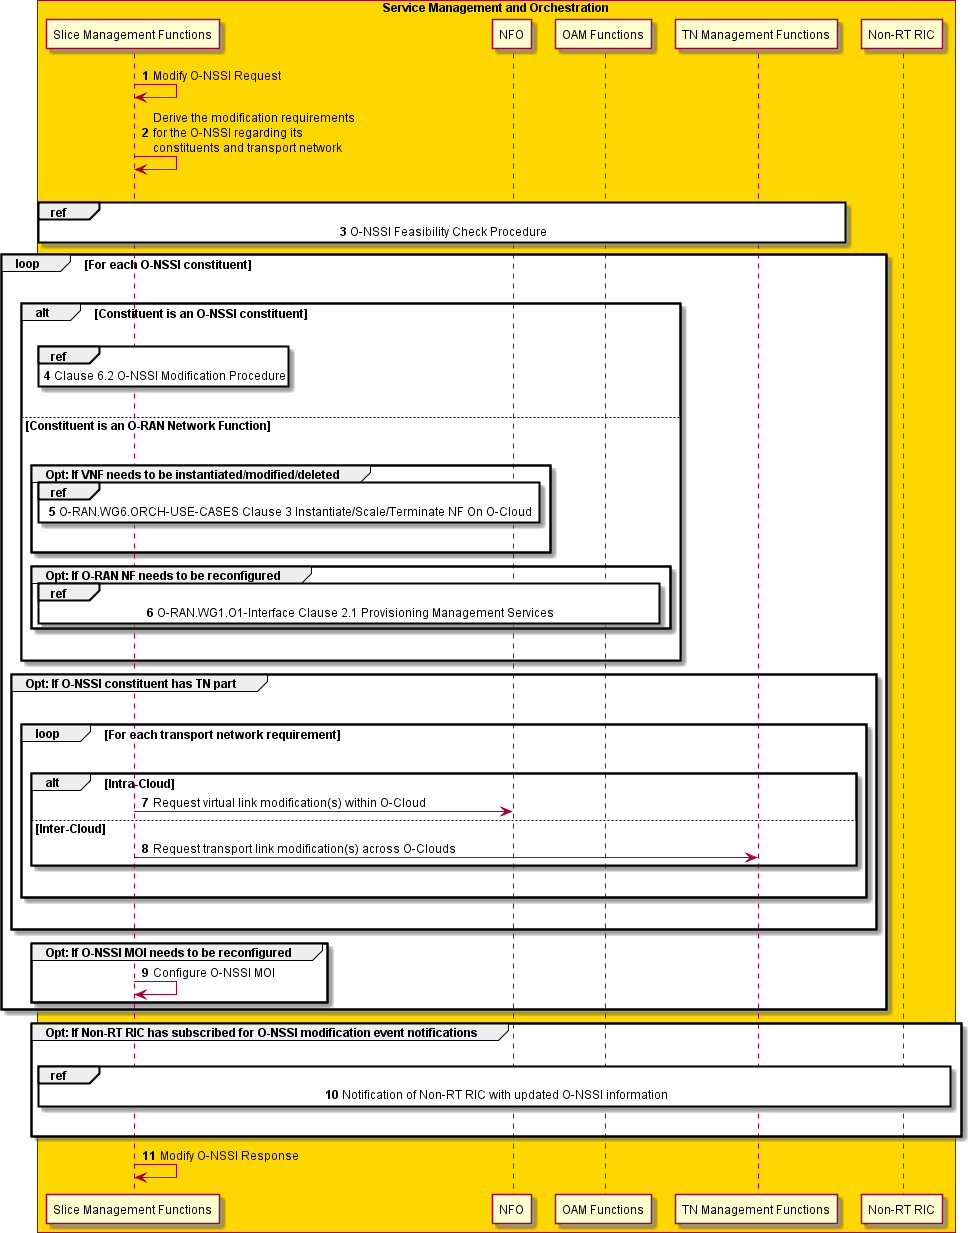 Service Management and Orchestration
Slice Management Functions
NFO
OAM Functions
TN Management Functions
Non-RT RIC
1 Modify O-NSSI Request
Derive the modification requirements
2 for the O-NSSI regarding its
constituents and transport network
ref
3 O-NSSI Feasibility Check Procedure
loop [For each O-NSSI constituent]
alt [Constituent is an O-NSSI constituent]
ref
4 Clause 6.2 O-NSSI Modification Procedure
[Constituent is an O-RAN Network Function]
Opt: If VNF needs to be instantiated/modified/deleted
ref
5 O-RAN.WG6.ORCH-USE-CASES Clause 3 Instantiate/Scale/Terminate NF On O-Cloud
Opt: If O-RAN NF needs to be reconfigured
ref
6 O-RAN.WG1.O1-Interface Clause 2.1 Provisioning Management Services
Opt: If O-NSSI constituent has TN part
loop [For each transport network requirement]
alt [Intra-Cloud]
7 Request virtual link modification(s) within O-Cloud
[Inter-Cloud]
8 Request transport link modification(s) across O-Clouds
Opt: If O-NSSI MOI needs to be reconfigured
9 Configure O-NSSI MOI
Opt: If Non-RT RIC has subscribed for O-NSSI modification event notifications
ref
10 Notification of Non-RT RIC with updated O-NSSI information
11 Modify O-NSSI Response
Slice Management Functions
NFO
OAM Functions
TN Management Functions
Non-RT RIC